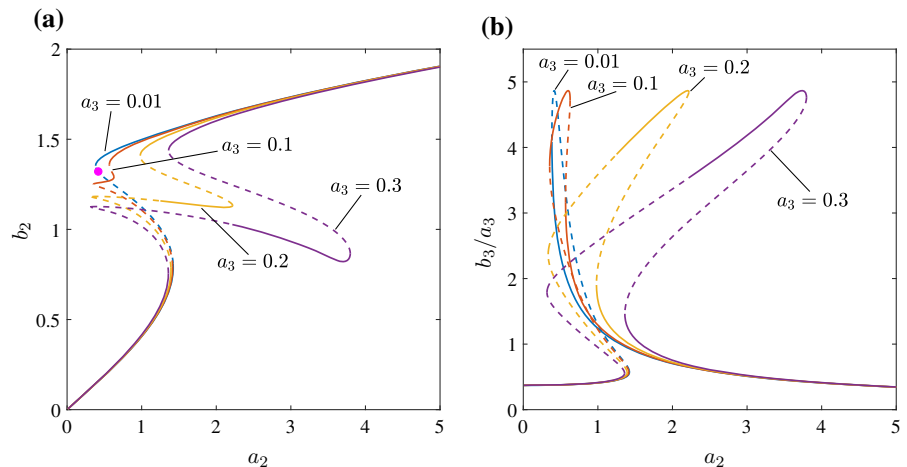 (a)
2
1.5
1
0.5
0
b₂
0 1 2 3 4 5
a₂
a₃ = 0.01
a₃ = 0.1
a₃ = 0.3
a₃ = 0.2
(b)
5
4
3
2
1
0
b₃/a₃
0 1 2 3 4 5
a₂
a₃ = 0.01
a₃ = 0.2
a₃ = 0.1
a₃ = 0.3